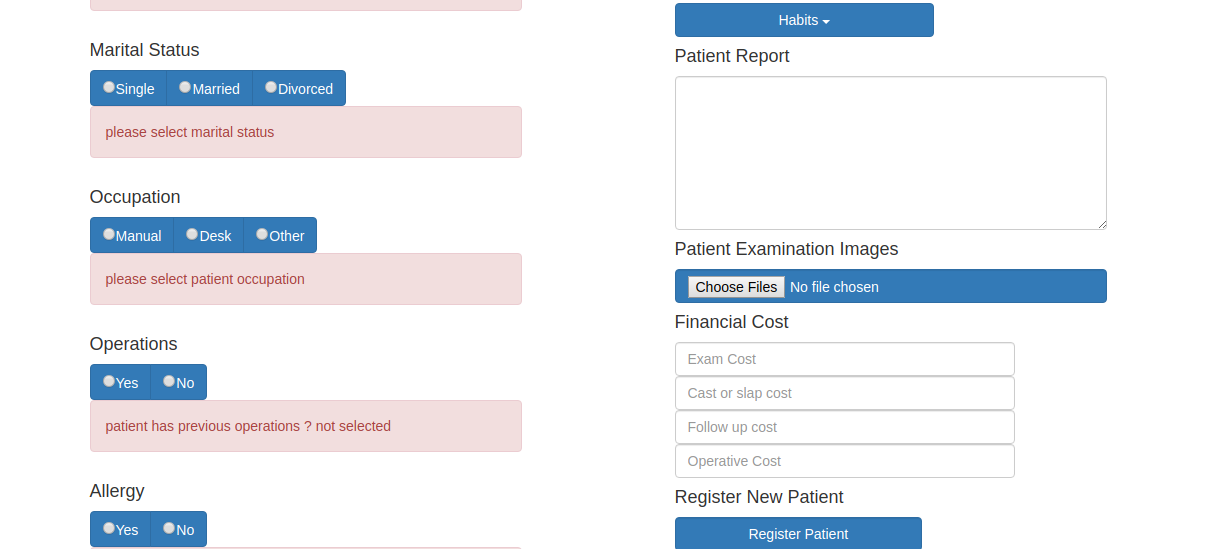 Marital Status
Single Married Divorced
please select marital status
Occupation
Manual Desk Other
please select patient occupation
Operations
Yes No
patient has previous operations ? not selected
Allergy
Yes No
Habits
Patient Report
Patient Examination Images
Choose Files No file chosen
Financial Cost
Exam Cost
Cast or slap cost
Follow up cost
Operative Cost
Register New Patient
Register Patient